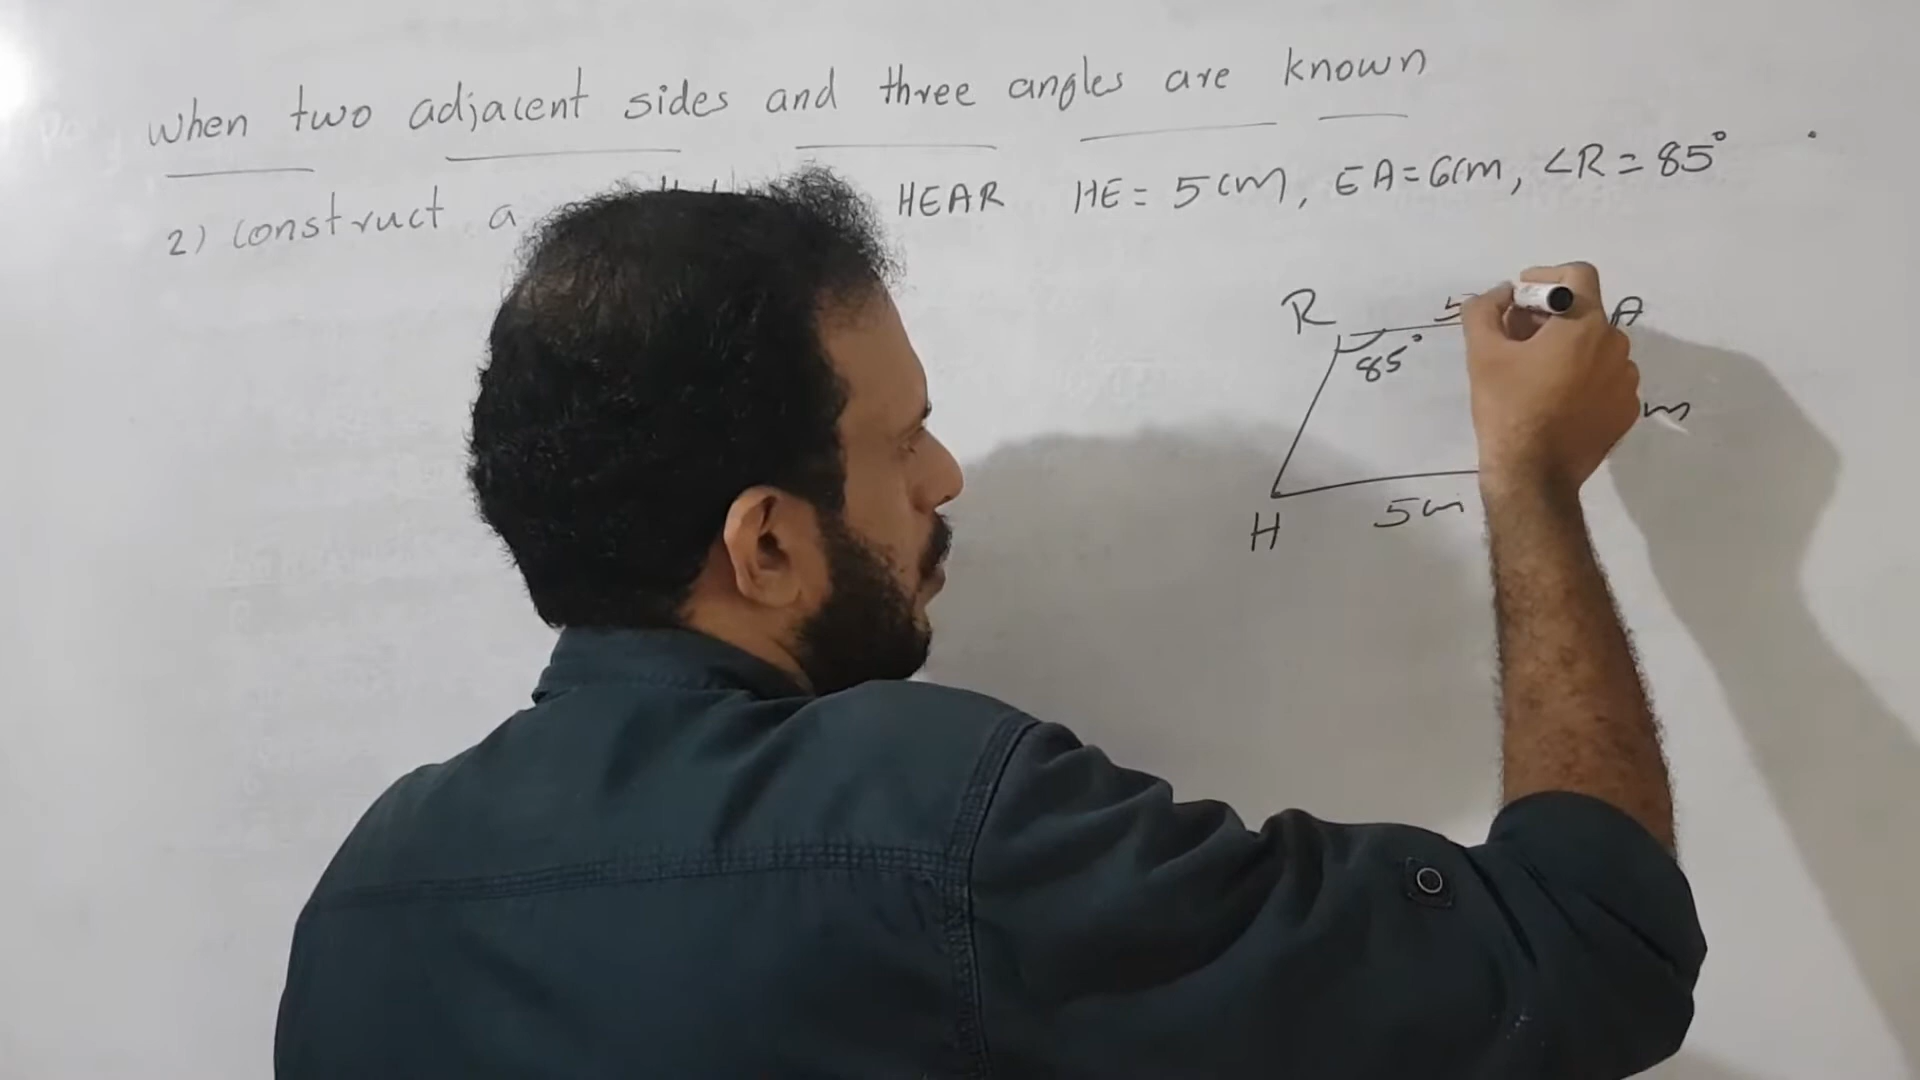 When two adjacent sides and three angles are known
2) construct a HEAR HE = 5cm, EA = 6cm, ∠R = 85°
R 5 A
85°
m
5cm
H